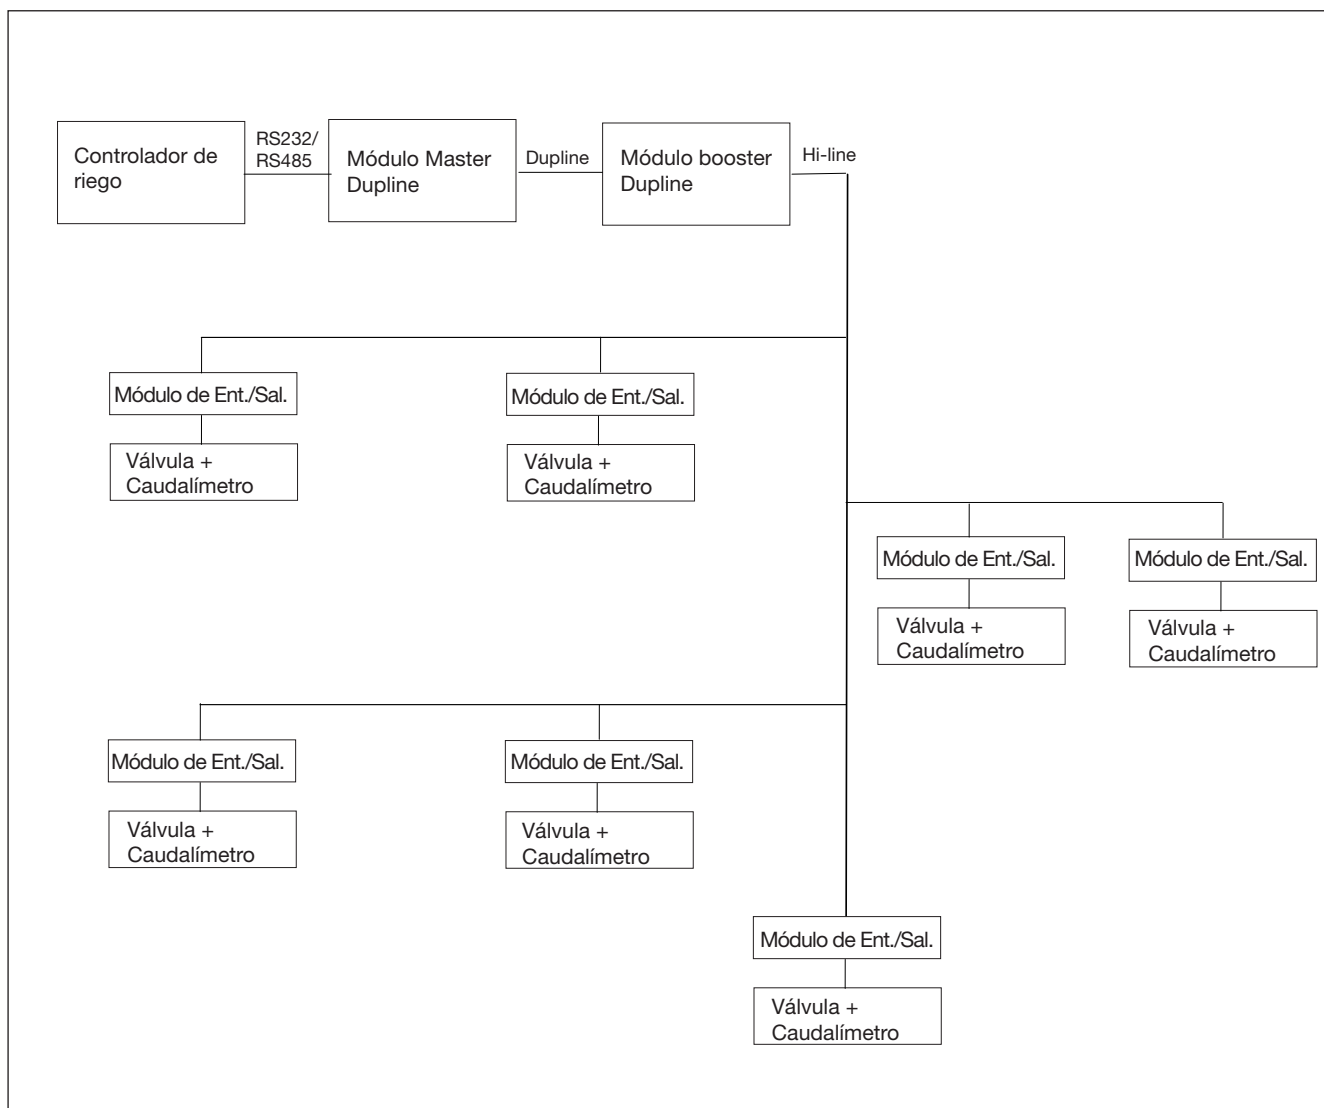 Controlador de
riego
RS232/
RS485
Módulo Master
Dupline
Dupline
Módulo booster
Dupline
Hi-line
Módulo de Ent./Sal.
Válvula +
Caudalímetro
Módulo de Ent./Sal.
Válvula +
Caudalímetro
Módulo de Ent./Sal.
Válvula +
Caudalímetro
Módulo de Ent./Sal.
Válvula +
Caudalímetro
Módulo de Ent./Sal.
Válvula +
Caudalímetro
Módulo de Ent./Sal.
Válvula +
Caudalímetro
Módulo de Ent./Sal.
Válvula +
Caudalímetro